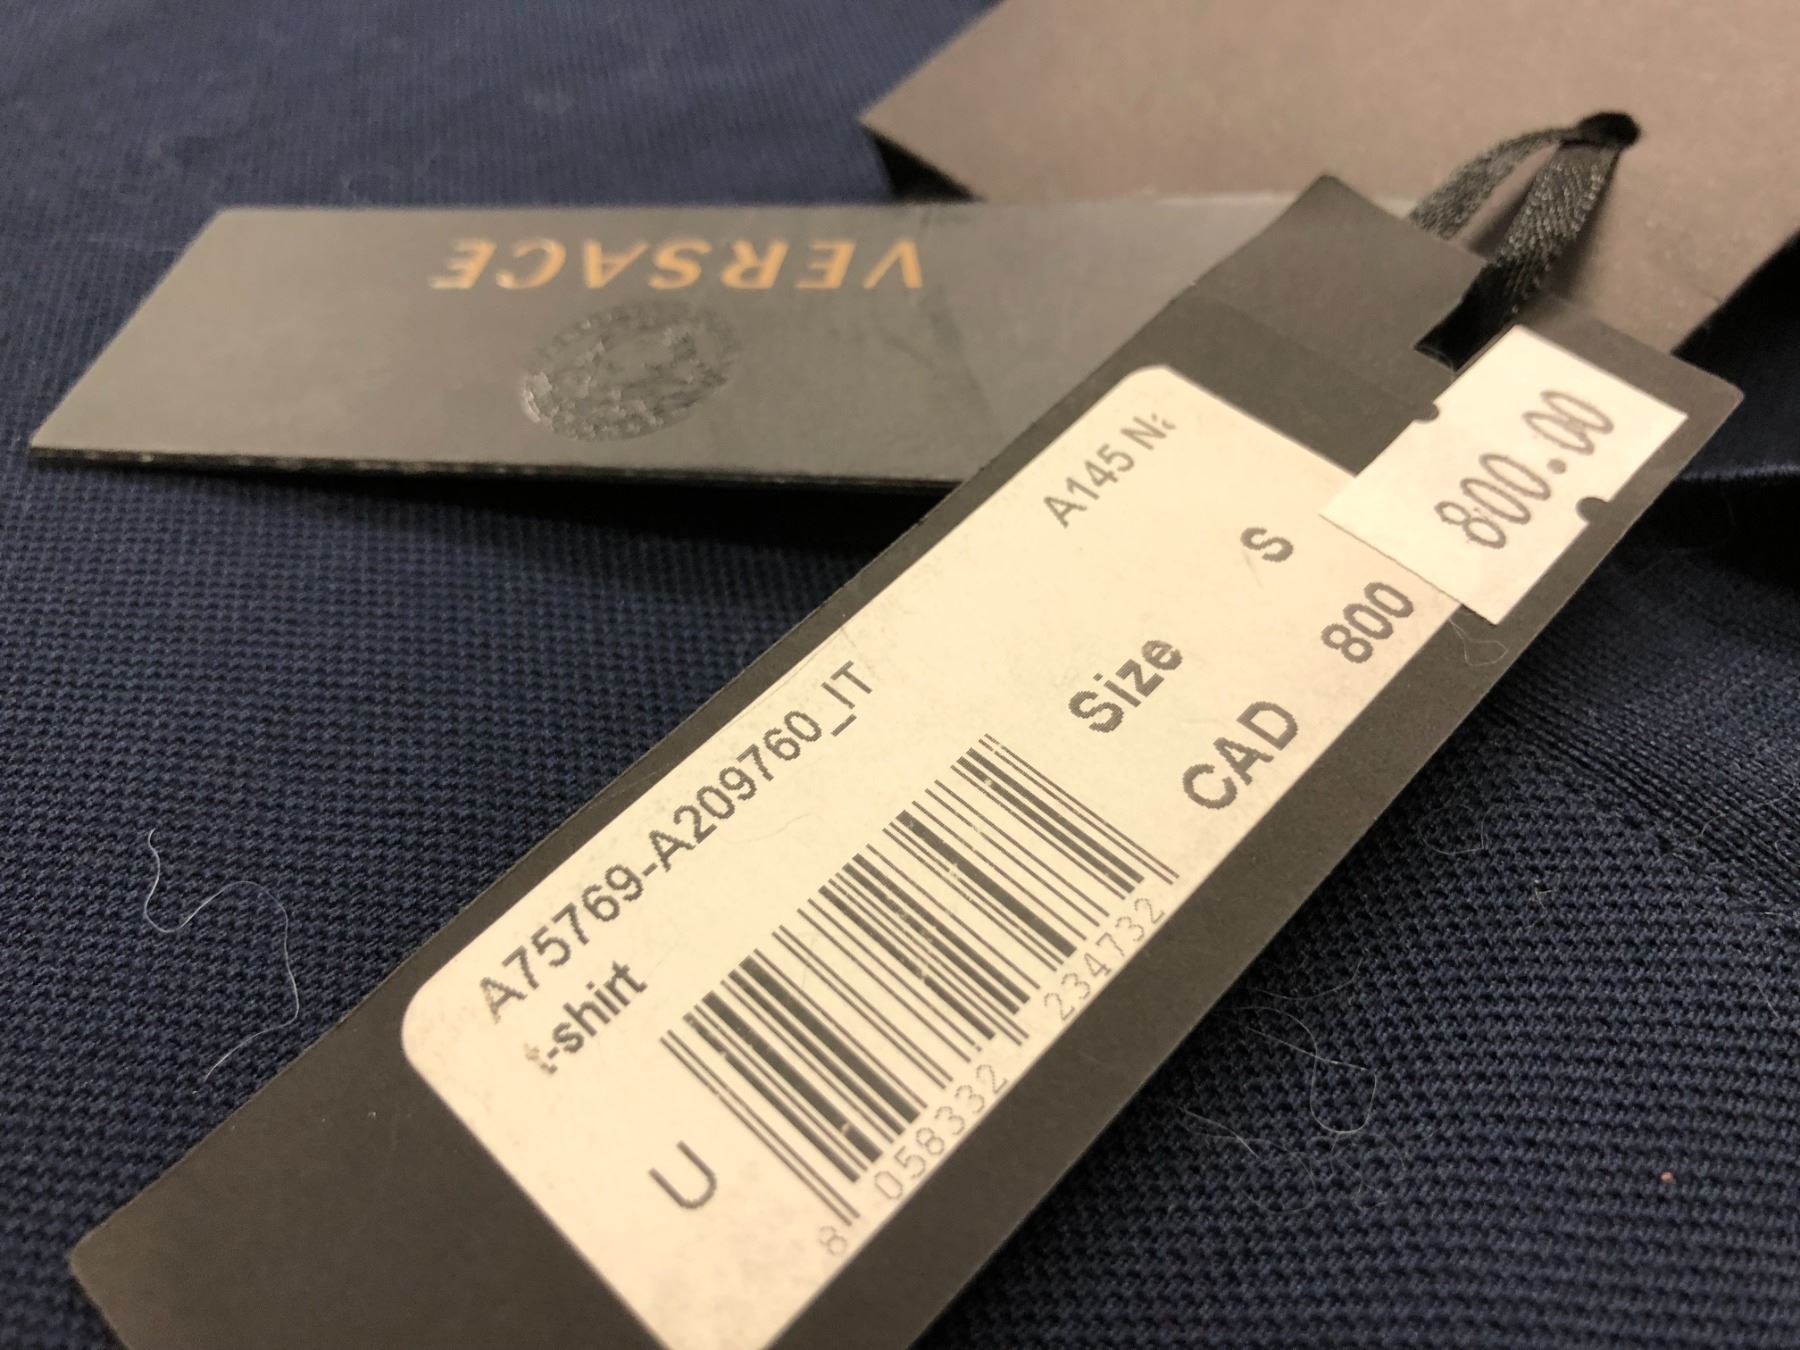 VERSACE
800.00
A75769-A209760_IT A145
t-shirt
Size S
CAD 800
U
8 058332 234732